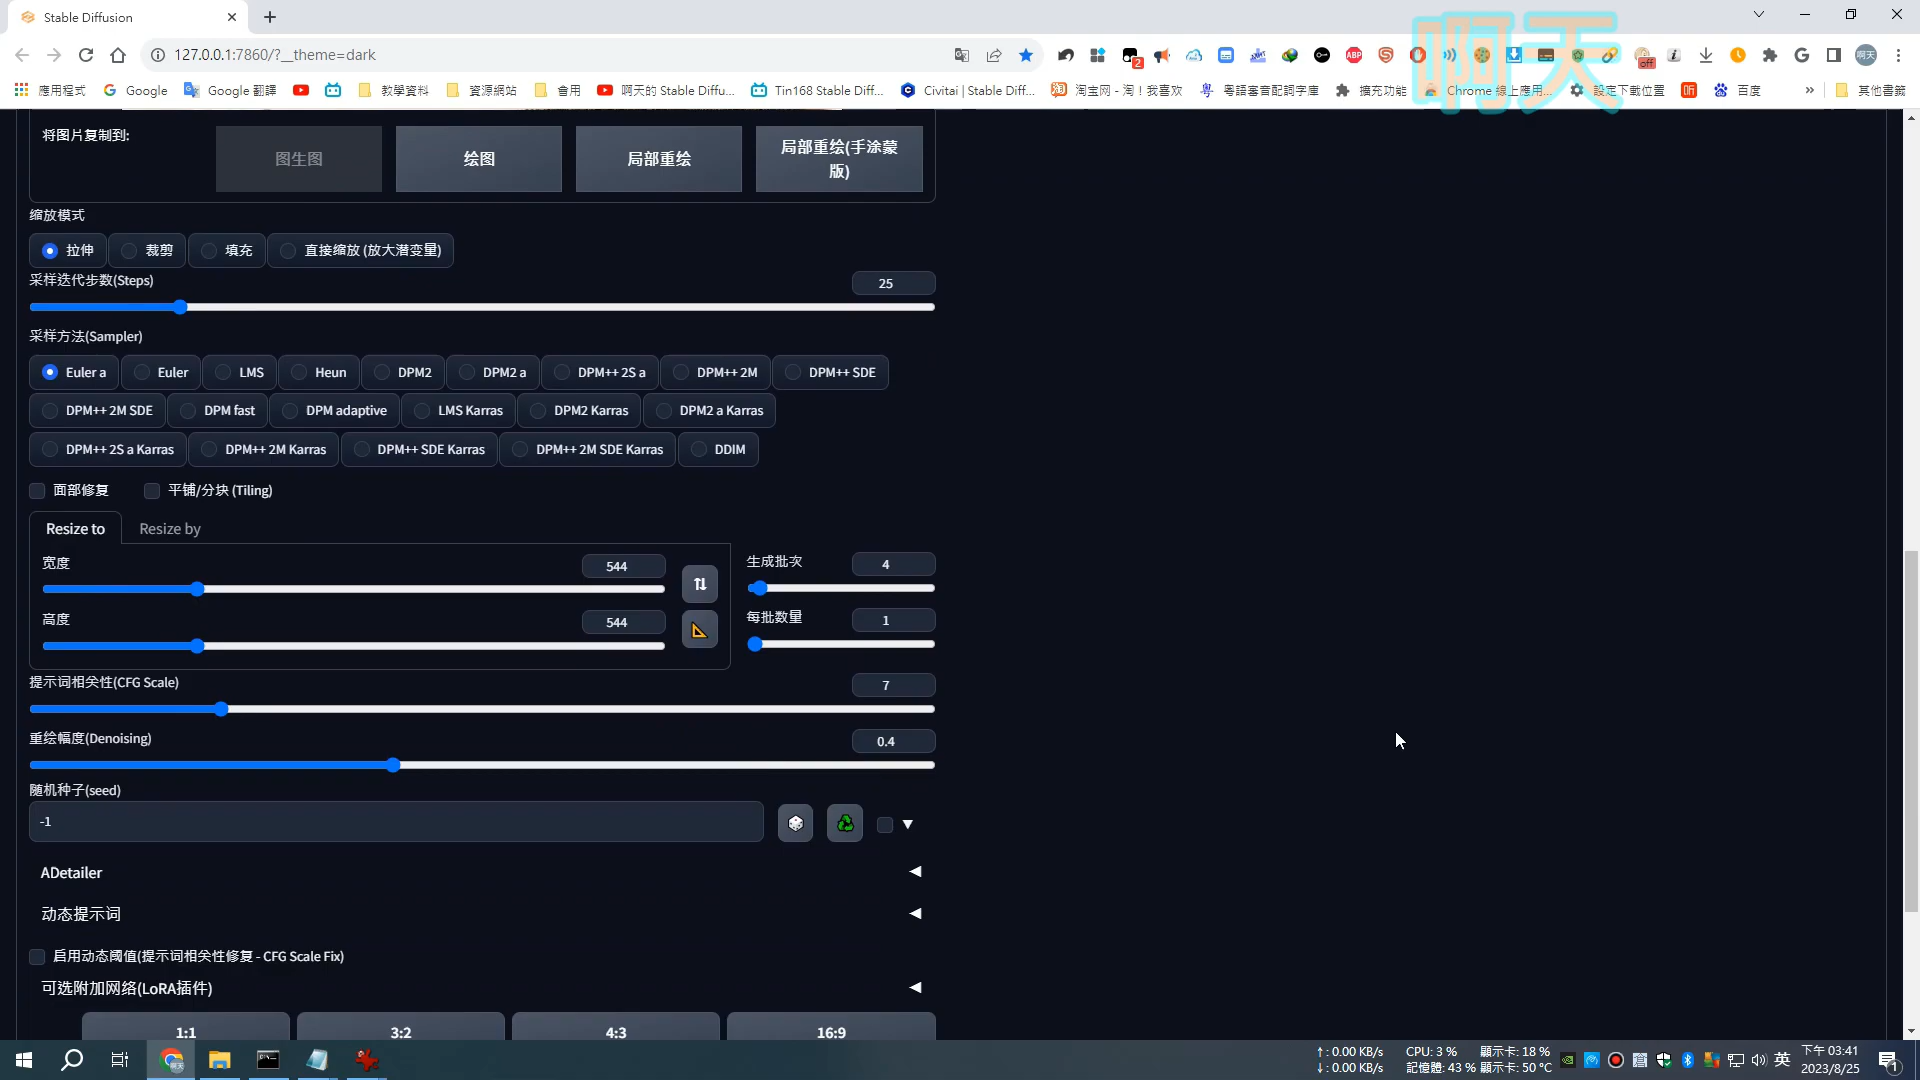 Stable Diffusion
127.0.0.1:7860/?__theme=dark
啊天
應用程式
Google
Google 翻譯
教學資料
資源網站
會用
啊天的 Stable Diffu...
Tin168 Stable Diff...
Civitai | Stable Diff...
淘宝网 - 淘！我喜欢
粵語審音配詞字庫
擴充功能
Chrome 線上應用...
設定下載位置
百度
其他書籤
将图片复制到:
图生图
绘图
局部重绘
局部重绘(手涂蒙
版)
缩放模式
拉伸
裁剪
填充
直接缩放 (放大潜变量)
采样迭代步数(Steps)
25
采样方法(Sampler)
Euler a
Euler
LMS
Heun
DPM2
DPM2 a
DPM++ 2S a
DPM++ 2M
DPM++ SDE
DPM++ 2M SDE
DPM fast
DPM adaptive
LMS Karras
DPM2 Karras
DPM2 a Karras
DPM++ 2S a Karras
DPM++ 2M Karras
DPM++ SDE Karras
DPM++ 2M SDE Karras
DDIM
面部修复
平铺/分块 (Tiling)
Resize to
Resize by
宽度
544
高度
544
生成批次
4
每批数量
1
提示词相关性(CFG Scale)
7
重绘幅度(Denoising)
0.4
随机种子(seed)
-1
ADetailer
动态提示词
启用动态阈值(提示词相关性修复 - CFG Scale Fix)
可选附加网络(LoRA插件)
1:1
3:2
4:3
16:9
↑: 0.00 KB/s
↓: 0.00 KB/s
CPU: 3 %
顯示卡: 18 %
記憶體: 43 %
顯示卡: 50 °C
英
下午 03:41
2023/8/25